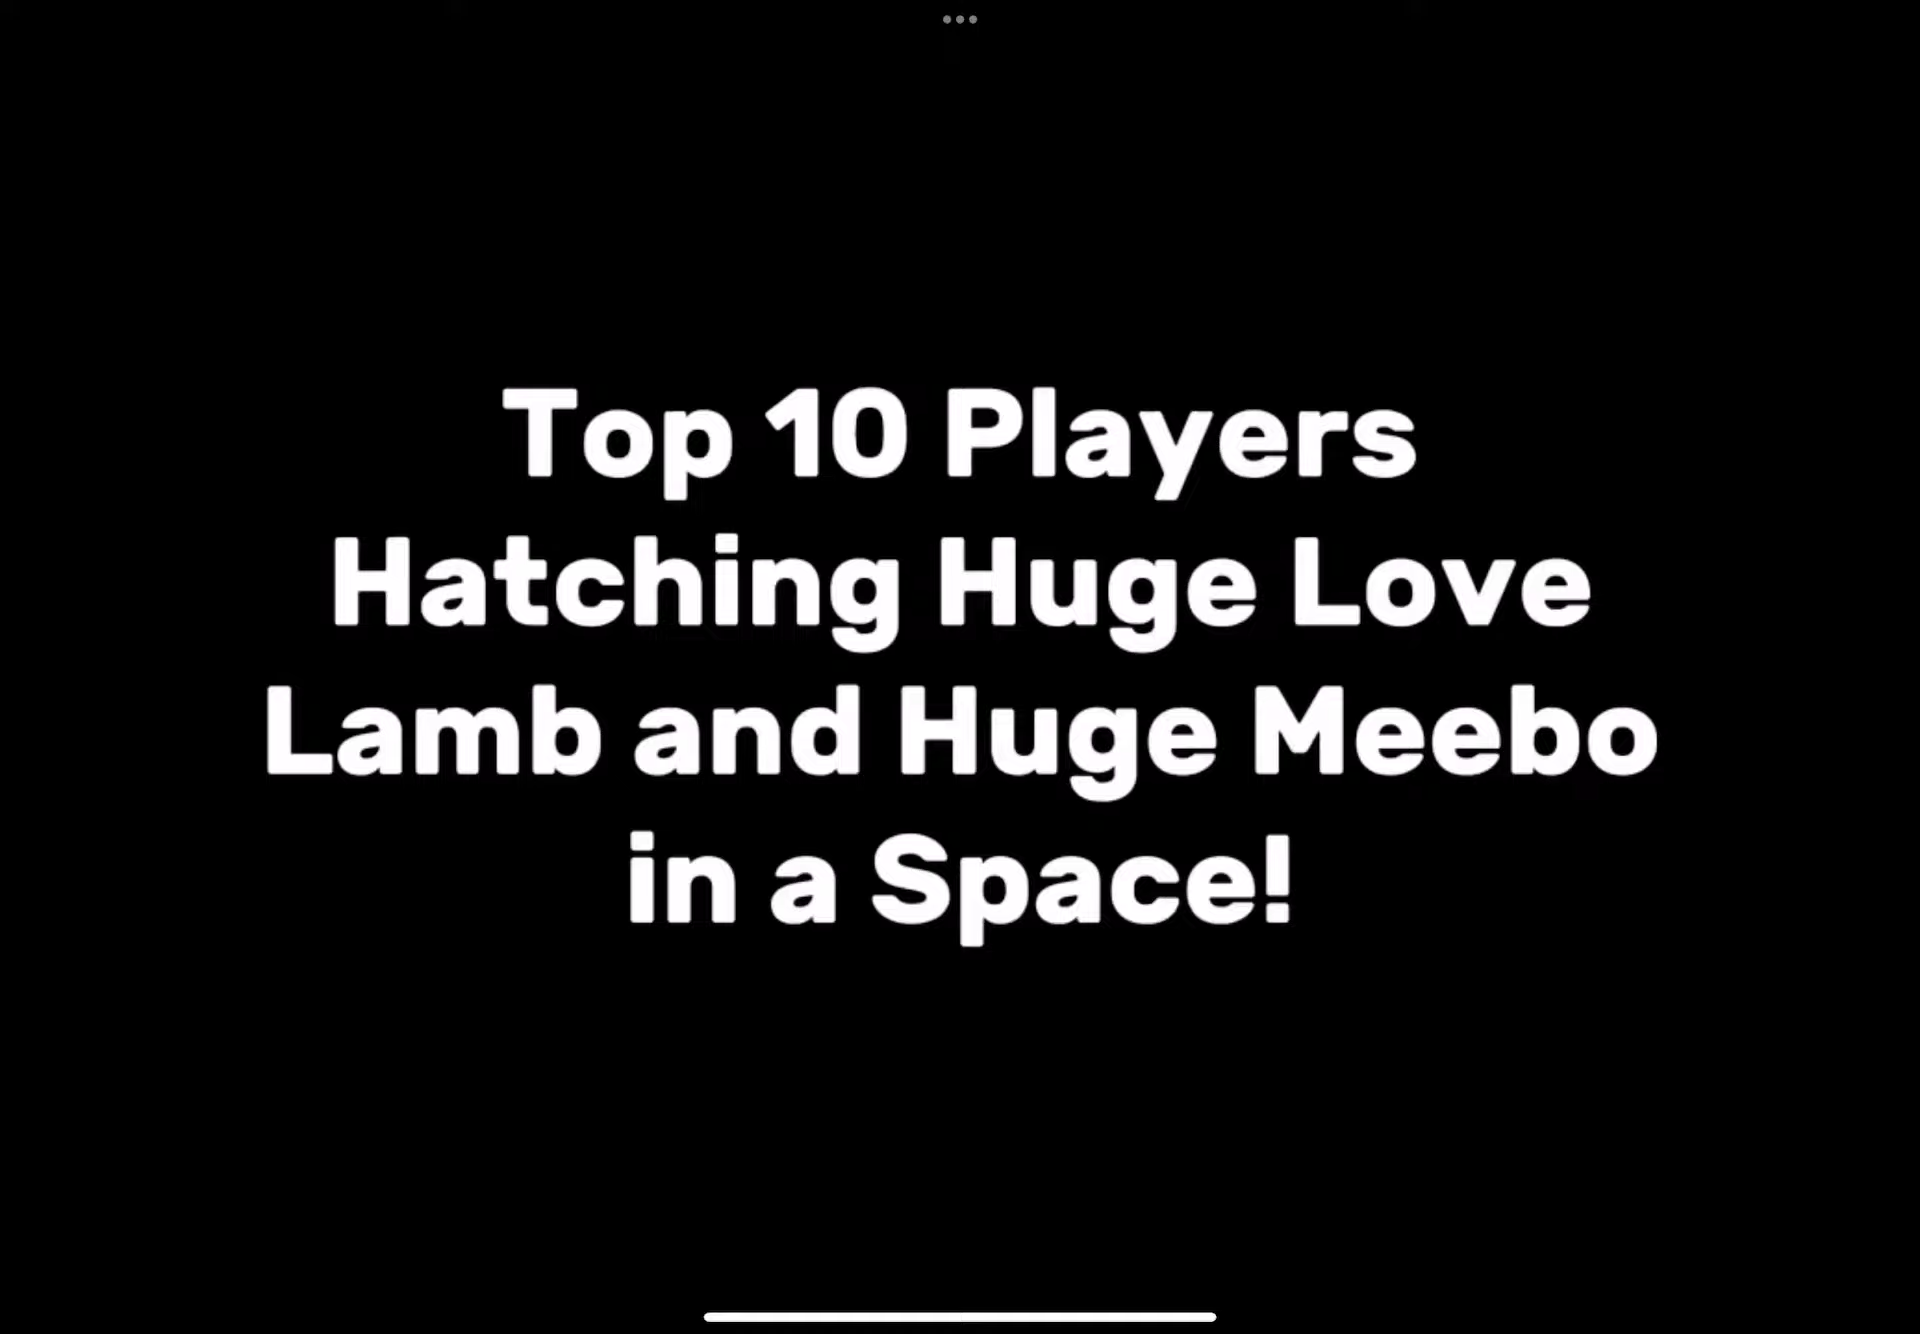 Top 10 Players
Hatching Huge Love
Lamb and Huge Meebo
in a Space!